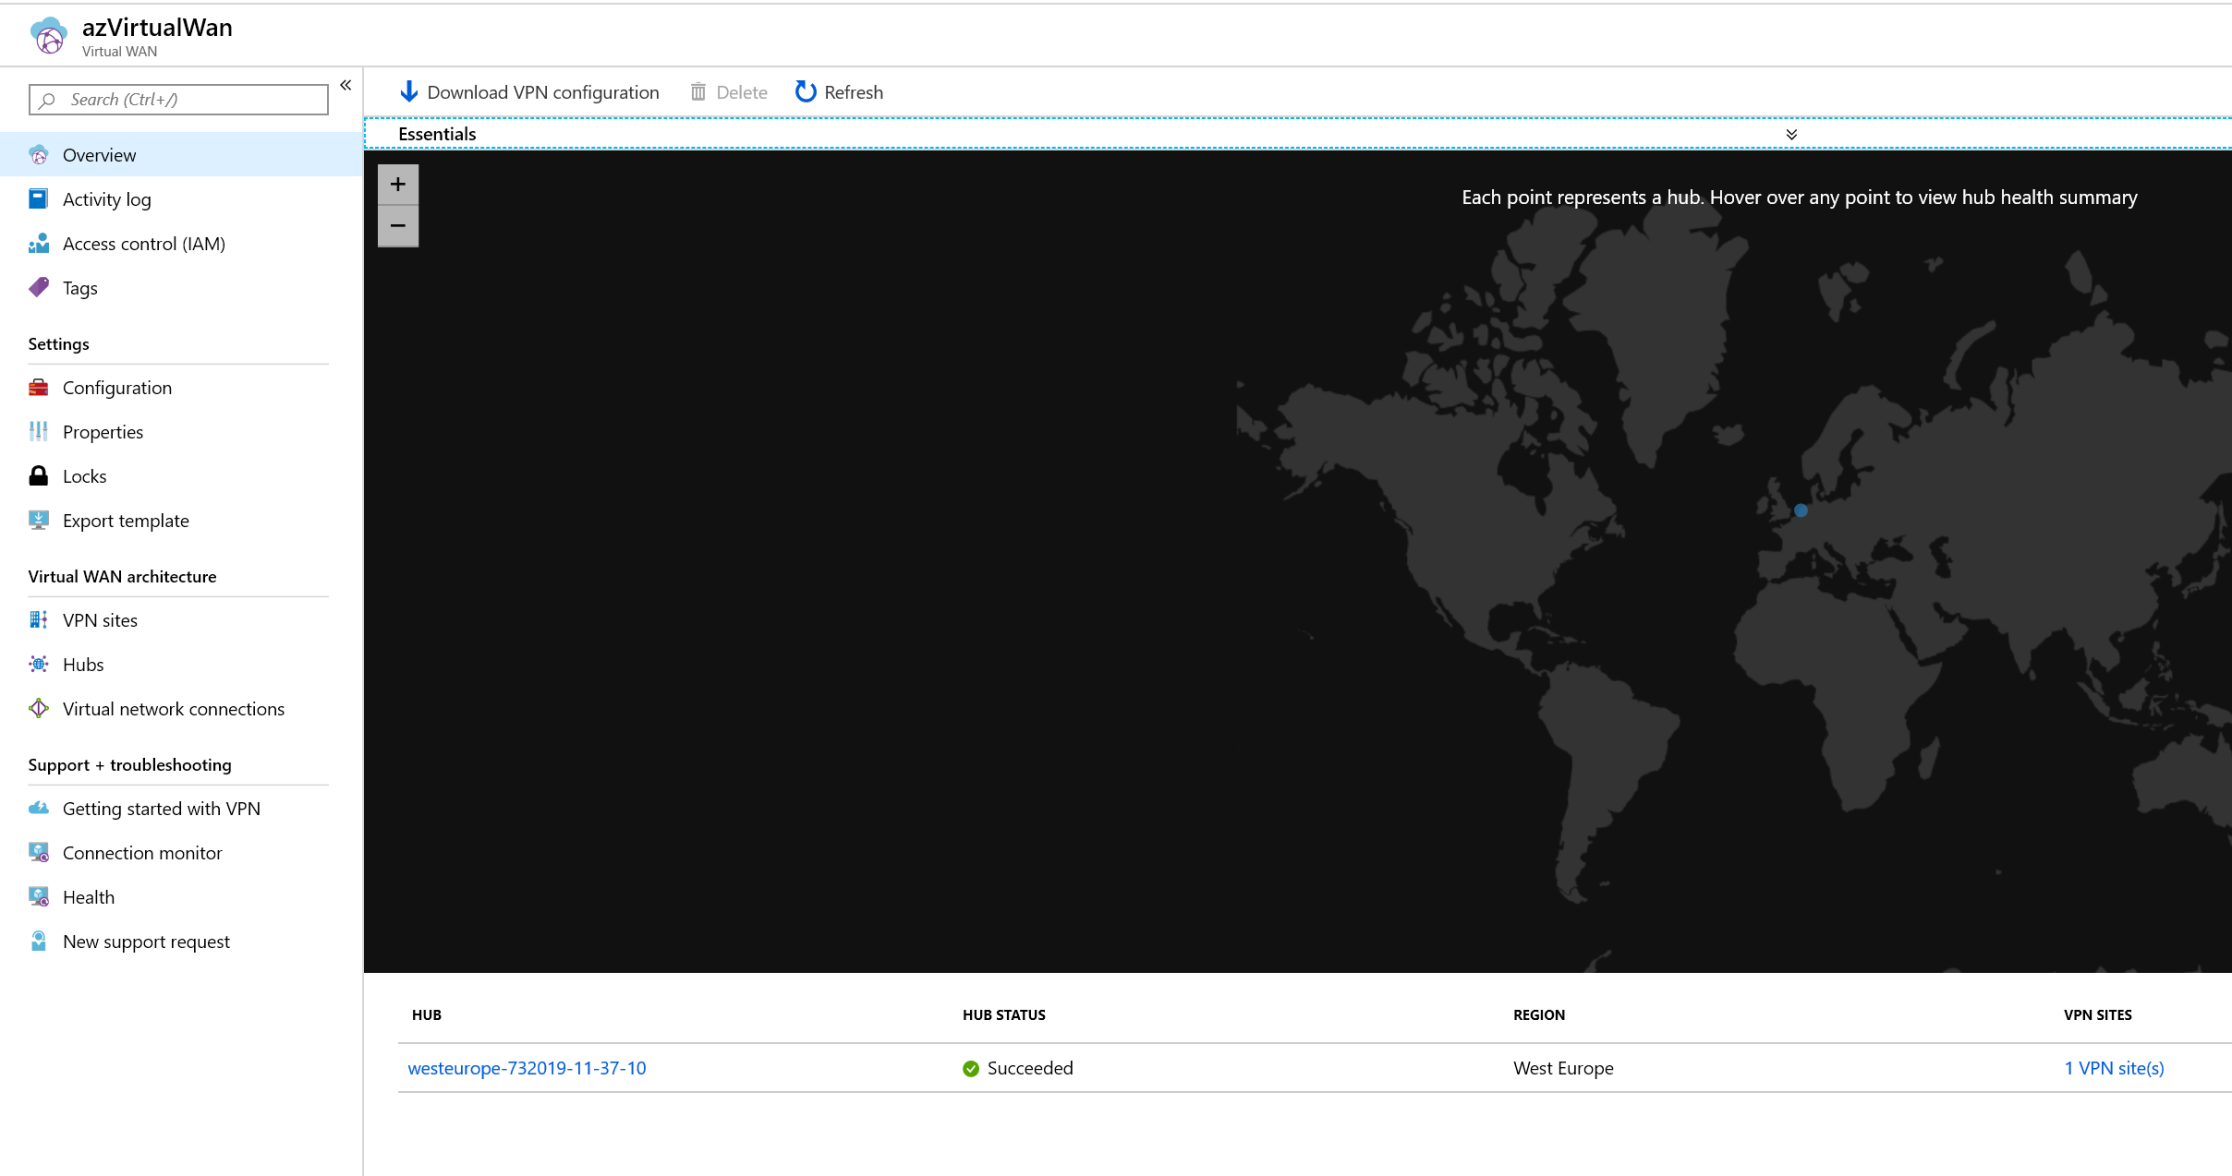 azVirtualWan
Virtual WAN
Search (Ctrl+/)
«
Overview
Activity log
Access control (IAM)
Tags
Settings
Configuration
Properties
Locks
Export template
Virtual WAN architecture
VPN sites
Hubs
Virtual network connections
Support + troubleshooting
Getting started with VPN
Connection monitor
Health
New support request
Download VPN configuration Delete Refresh
Essentials
+
−
Each point represents a hub. Hover over any point to view hub health summary
HUB HUB STATUS REGION VPN SITES
westeurope-732019-11-37-10 Succeeded West Europe 1 VPN site(s)